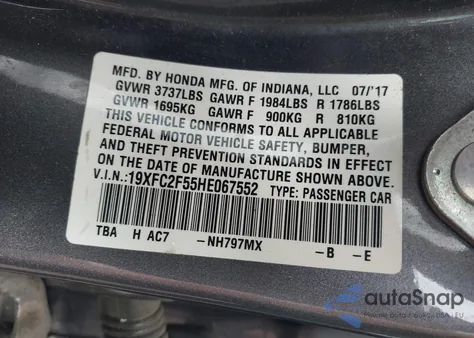 MFD. BY HONDA MFG. OF INDIANA, LLC 07/'17
GVWR 3737LBS GAWR F 1984LBS R 1786LBS
GVWR 1695KG GAWR F 900KG R 810KG
THIS VEHICLE CONFORMS TO ALL APPLICABLE
FEDERAL MOTOR VEHICLE SAFETY, BUMPER,
AND THEFT PREVENTION STANDARDS IN EFFECT
ON THE DATE OF MANUFACTURE SHOWN ABOVE.
V.I.N.:19XFC2F55HE067552 TYPE: PASSENGER CAR
TBA H AC7 –NH797MX –B –E
autoSnap